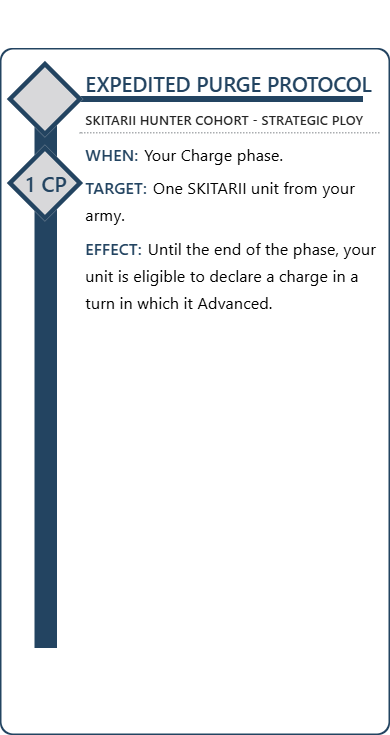 EXPEDITED PURGE PROTOCOL
SKITARII HUNTER COHORT - STRATEGIC PLOY
WHEN: Your Charge phase.
1 CP
TARGET: One SKITARII unit from your
army.
EFFECT: Until the end of the phase, your
unit is eligible to declare a charge in a
turn in which it Advanced.